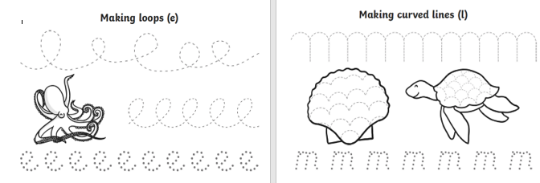 Making loops (e)
e e e e e e e e e e
Making curved lines (l)
m m m m m m m